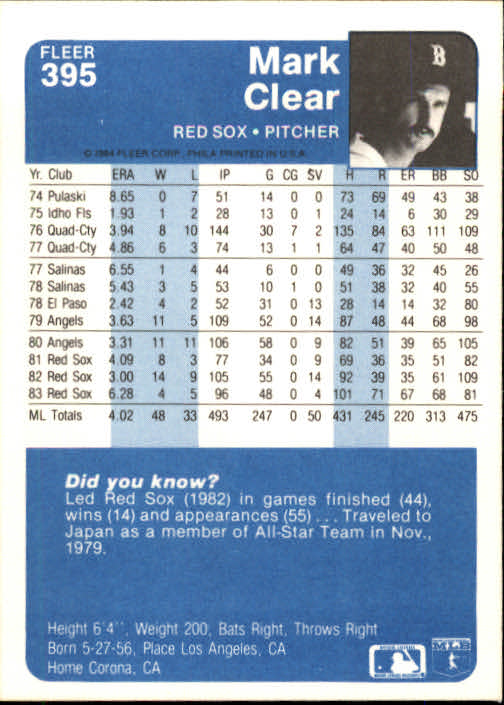 FLEER
395
Mark
Clear
B
RED SOX • PITCHER
© 1984 FLEER CORP., PHILA PRINTED IN U.S.A.
Yr. Club ERA W L IP G CG SV H R ER BB SO
74 Pulaski 8.65 0 7 51 14 0 0 73 69 49 43 38
75 Idho Fls 1.93 1 2 28 13 0 1 24 14 6 30 29
76 Quad-Cty 3.94 8 10 144 30 7 2 135 84 63 111 109
77 Quad-Cty 4.86 6 3 74 13 1 1 64 47 40 50 48
77 Salinas 6.55 1 4 44 6 0 0 49 36 32 45 26
78 Salinas 5.43 3 5 53 10 1 0 51 38 32 40 55
78 El Paso 2.42 4 2 52 31 0 13 28 14 14 32 80
79 Angels 3.63 11 5 109 52 0 14 87 48 44 68 98
80 Angels 3.31 11 11 106 58 0 9 82 51 39 65 105
81 Red Sox 4.09 8 3 77 34 0 9 69 36 35 51 82
82 Red Sox 3.00 14 9 105 55 0 14 92 39 35 61 109
83 Red Sox 6.28 4 5 96 48 0 4 101 71 67 68 81
ML Totals 4.02 48 33 493 247 0 50 431 245 220 313 475
Did you know?
Led Red Sox (1982) in games finished (44),
wins (14) and appearances (55) ... Traveled to
Japan as a member of All-Star Team in Nov.,
1979.
Height 6'4'', Weight 200, Bats Right, Throws Right
Born 5-27-56, Place Los Angeles, CA
Home Corona, CA
MLB